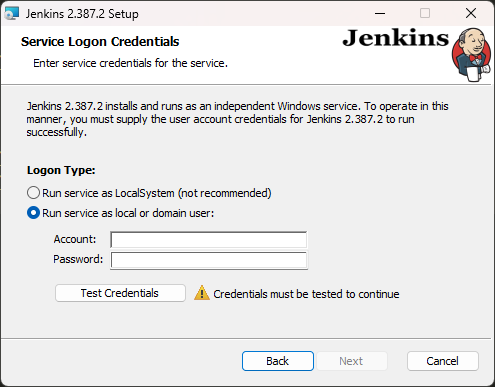 Jenkins 2.387.2 Setup
Service Logon Credentials
Enter service credentials for the service.
Jenkins
Jenkins 2.387.2 installs and runs as an independent Windows service. To operate in this
manner, you must supply the user account credentials for Jenkins 2.387.2 to run
successfully.
Logon Type:
Run service as LocalSystem (not recommended)
Run service as local or domain user:
Account:
Password:
Test Credentials
Credentials must be tested to continue
Back
Next
Cancel